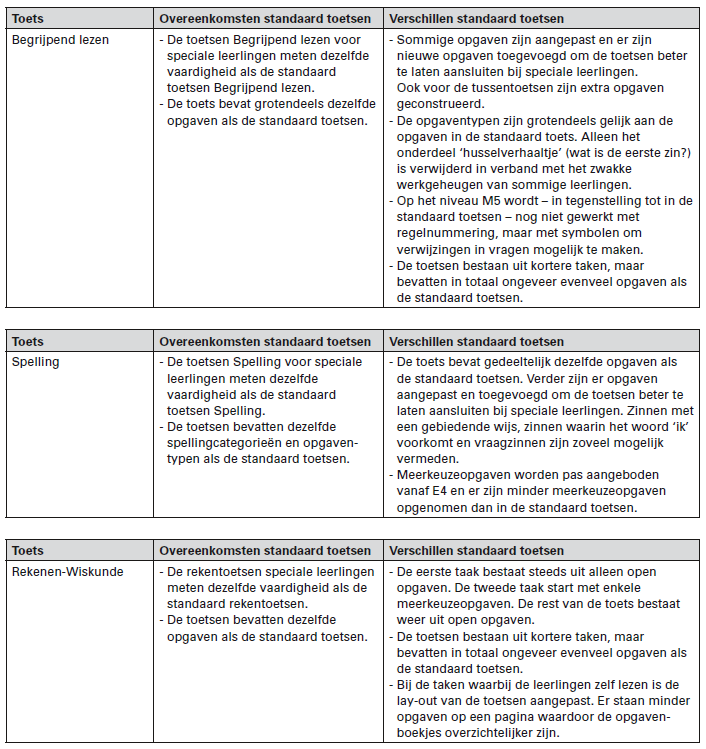 Toets Overeenkomsten standaard toetsen Verschillen standaard toetsen
Begrijpend lezen
- De toetsen Begrijpend lezen voor
speciale leerlingen meten dezelfde
vaardigheid als de standaard
toetsen Begrijpend lezen.
- De toets bevat grotendeels dezelfde
opgaven als de standaard toetsen.
- Sommige opgaven zijn aangepast en er zijn
nieuwe opgaven toegevoegd om de toetsen beter
te laten aansluiten bij speciale leerlingen.
Ook voor de tussentoetsen zijn extra opgaven
geconstrueerd.
- De opgaventypen zijn grotendeels gelijk aan de
opgaven in de standaard toets. Alleen het
onderdeel ‘husselverhaaltje’ (wat is de eerste zin?)
is verwijderd in verband met het zwakke
werkgeheugen van sommige leerlingen.
- Op het niveau M5 wordt – in tegenstelling tot in de
standaard toetsen – nog niet gewerkt met
regelnummering, maar met symbolen om
verwijzingen in vragen mogelijk te maken.
- De toetsen bestaan uit kortere taken, maar
bevatten in totaal ongeveer evenveel opgaven als
de standaard toetsen.
Toets Overeenkomsten standaard toetsen Verschillen standaard toetsen
Spelling
- De toetsen Spelling voor speciale
leerlingen meten dezelfde
vaardigheid als de standaard
toetsen Spelling.
- De toetsen bevatten dezelfde
spellingcategorieën en opgaven-
typen als de standaard toetsen.
- De toets bevat gedeeltelijk dezelfde opgaven als
de standaard toetsen. Verder zijn er opgaven
aangepast en toegevoegd om de toetsen beter te
laten aansluiten bij speciale leerlingen. Zinnen met
een gebiedende wijs, zinnen waarin het woord ‘ik’
voorkomt en vraagzinnen zijn zoveel mogelijk
vermeden.
- Meerkeuzeopgaven worden pas aangeboden
vanaf E4 en er zijn minder meerkeuzeopgaven
opgenomen dan in de standaard toetsen.
Toets Overeenkomsten standaard toetsen Verschillen standaard toetsen
Rekenen-Wiskunde
- De rekentoetsen speciale leerlingen
meten dezelfde vaardigheid als de
standaard rekentoetsen.
- De toetsen bevatten dezelfde
opgaven als de standaard toetsen.
- De eerste taak bestaat steeds uit alleen open
opgaven. De tweede taak start met enkele
meerkeuzeopgaven. De rest van de toets bestaat
weer uit open opgaven.
- De toetsen bestaan uit kortere taken, maar
bevatten in totaal ongeveer evenveel opgaven als
de standaard toetsen.
- Bij de taken waarbij de leerlingen zelf lezen is de
lay-out van de toetsen aangepast. Er staan minder
opgaven op een pagina waardoor de opgaven-
boekjes overzichtelijker zijn.